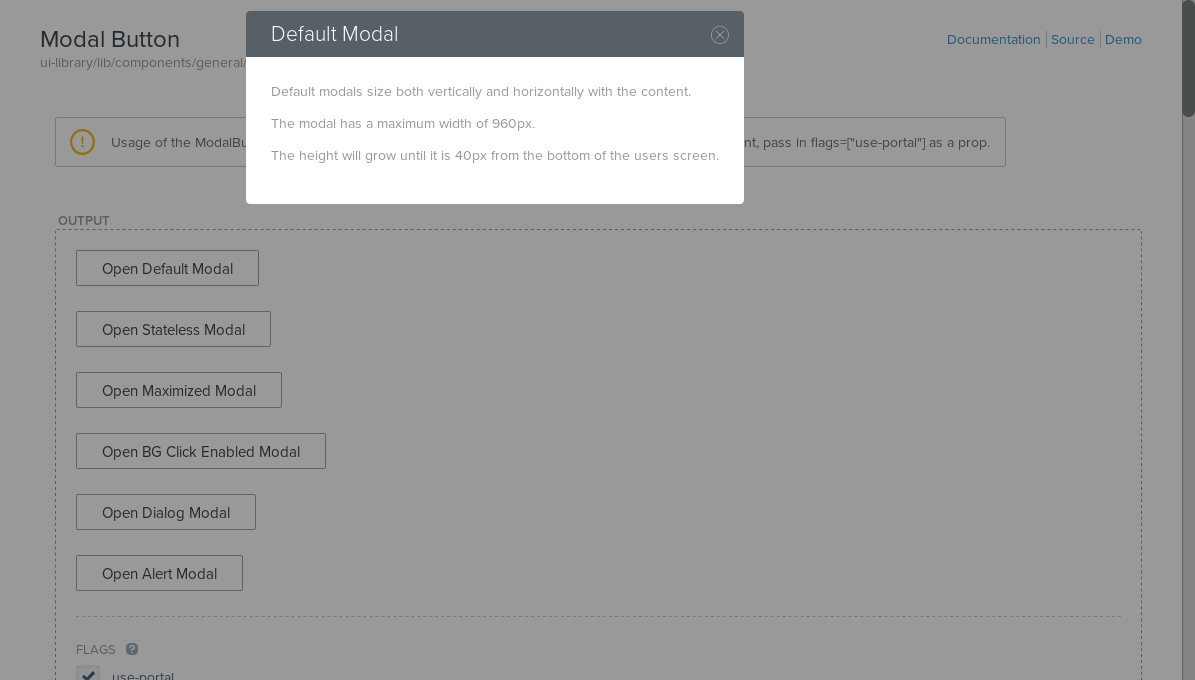 Modal Button
ui-library/lib/components/general/
Documentation
Source
Demo
Default Modal
Default modals size both vertically and horizontally with the content.
The modal has a maximum width of 960px.
The height will grow until it is 40px from the bottom of the users screen.
Usage of the
pass in flags=["use-portal"] as a prop.
OUTPUT
Open Default Modal
Open Stateless Modal
Open Maximized Modal
Open BG Click Enabled Modal
Open Dialog Modal
Open Alert Modal
FLAGS ?
use-portal